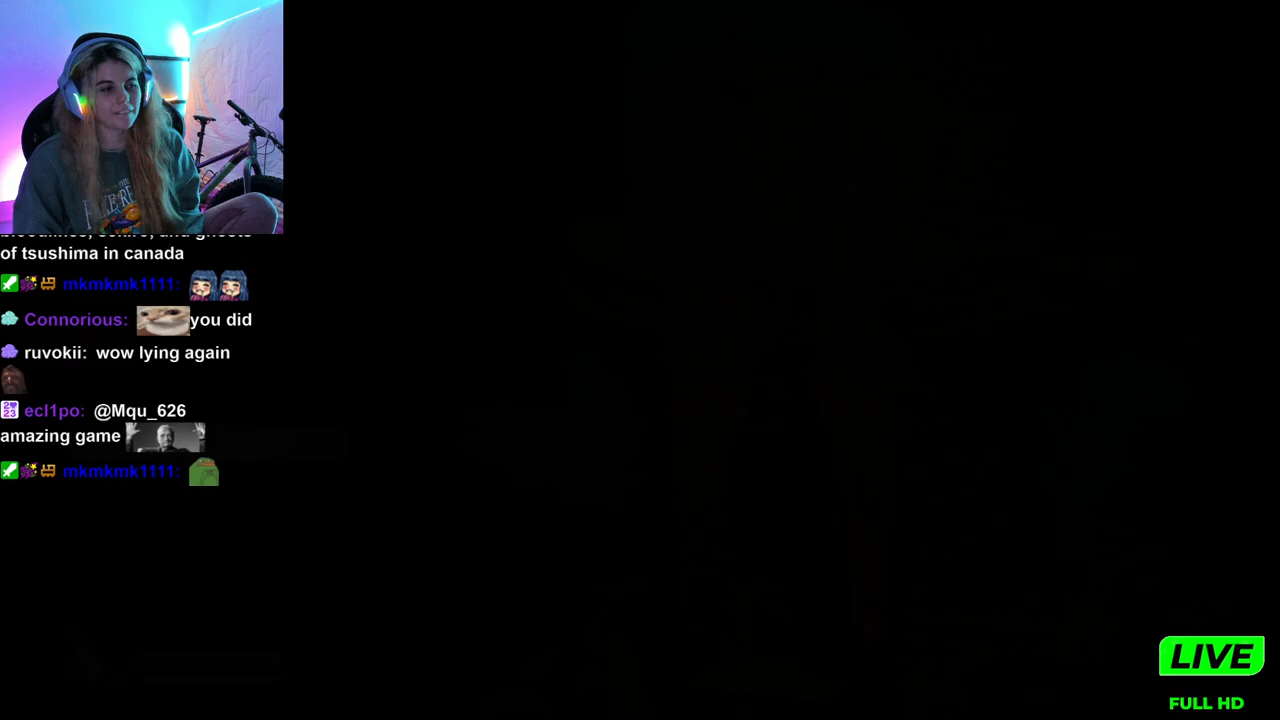 of tsushima in canada
mkmkmk1111:
Connorious: you did
ruvokii: wow lying again
ecl1po: @Mqu_626
amazing game
mkmkmk1111:
LIVE
FULL HD